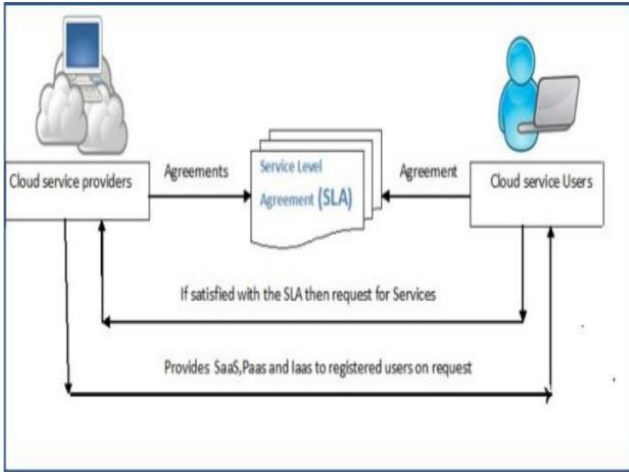 Cloud service providers
Agreements
Service Level
Agreement (SLA)
Agreement
Cloud service Users
If satisfied with the SLA then request for Services
Provides SaaS,Paas and Iaas to registered users on request